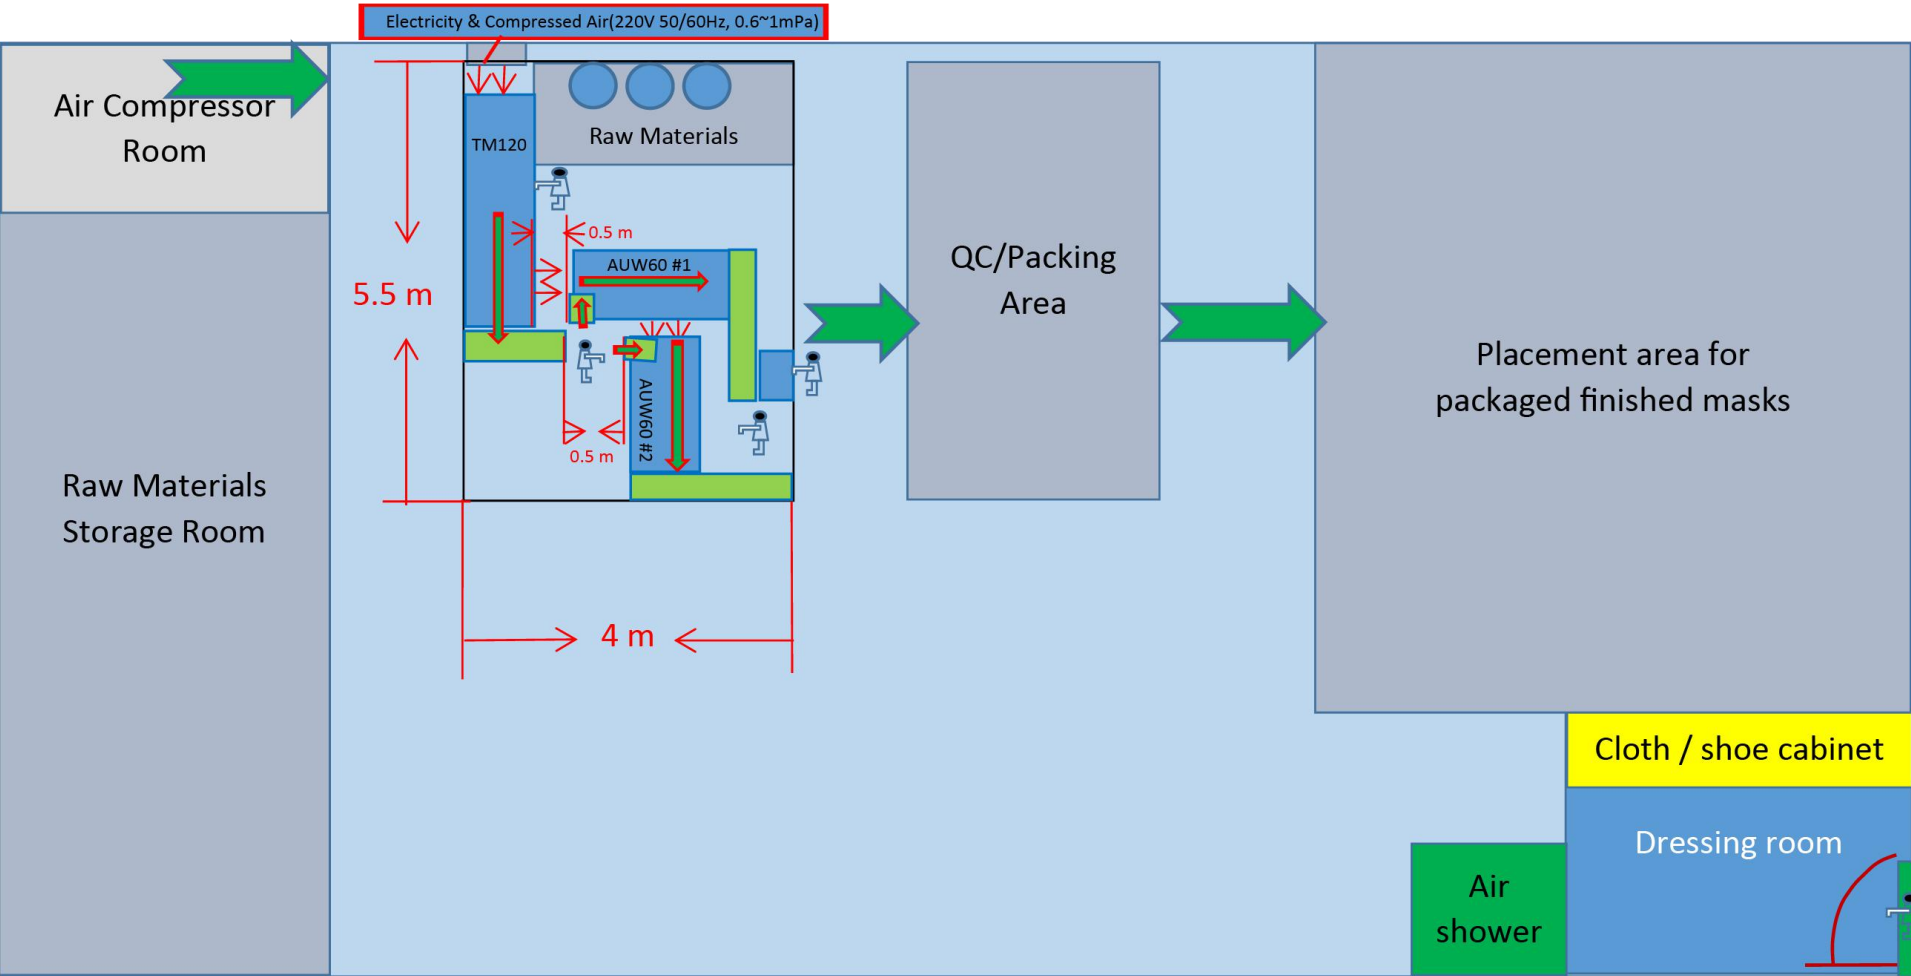 Electricity & Compressed Air(220V 50/60Hz, 0.6~1mPa)
Air Compressor
Room
TM120
Raw Materials
0.5 m
AUW60 #1
5.5 m
QC/Packing
Area
Placement area for
packaged finished masks
AUW60 #2
0.5 m
Raw Materials
Storage Room
4 m
Cloth / shoe cabinet
Dressing room
Air
shower